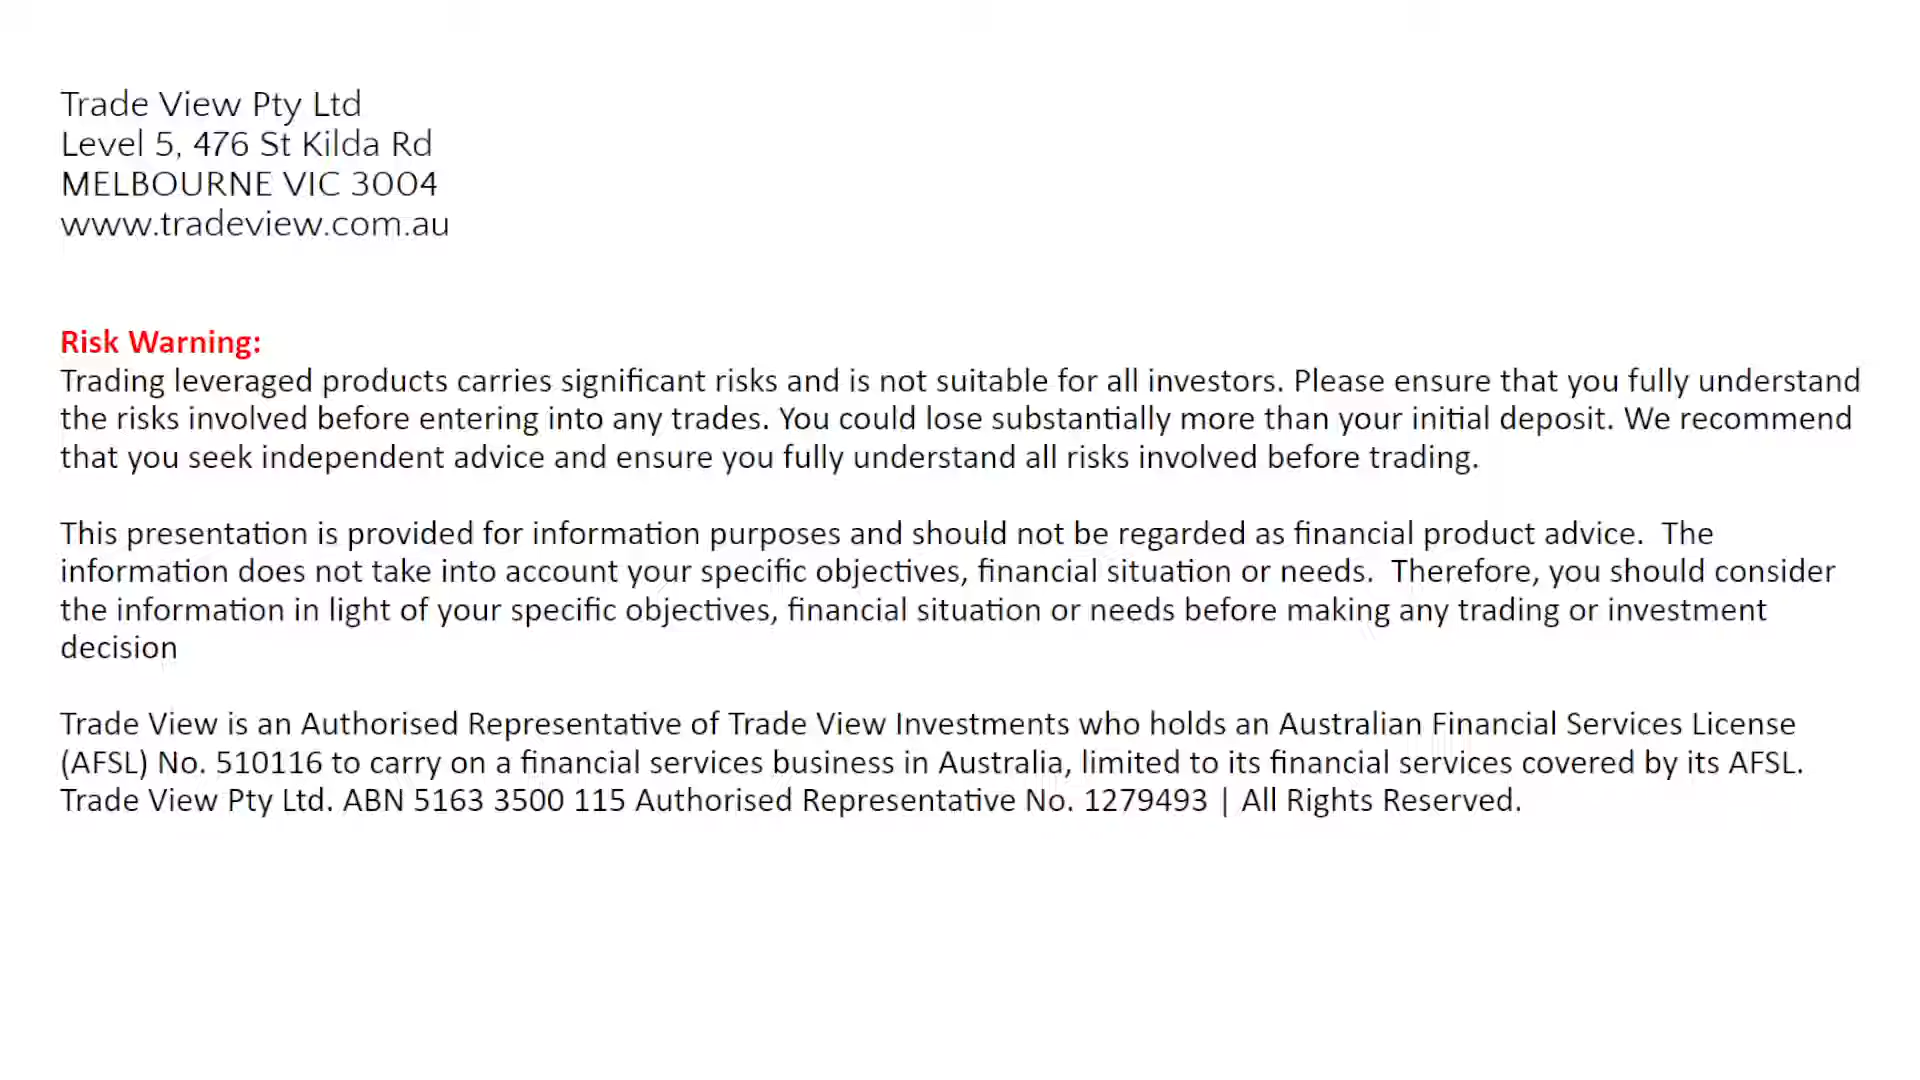 Trade View Pty Ltd
Level 5, 476 St Kilda Rd
MELBOURNE VIC 3004
www.tradeview.com.au
Risk Warning:
Trading leveraged products carries significant risks and is not suitable for all investors. Please ensure that you fully understand
the risks involved before entering into any trades. You could lose substantially more than your initial deposit. We recommend
that you seek independent advice and ensure you fully understand all risks involved before trading.
This presentation is provided for information purposes and should not be regarded as financial product advice.  The
information does not take into account your specific objectives, financial situation or needs.  Therefore, you should consider
the information in light of your specific objectives, financial situation or needs before making any trading or investment
decision
Trade View is an Authorised Representative of Trade View Investments who holds an Australian Financial Services License
(AFSL) No. 510116 to carry on a financial services business in Australia, limited to its financial services covered by its AFSL.
Trade View Pty Ltd. ABN 5163 3500 115 Authorised Representative No. 1279493 | All Rights Reserved.